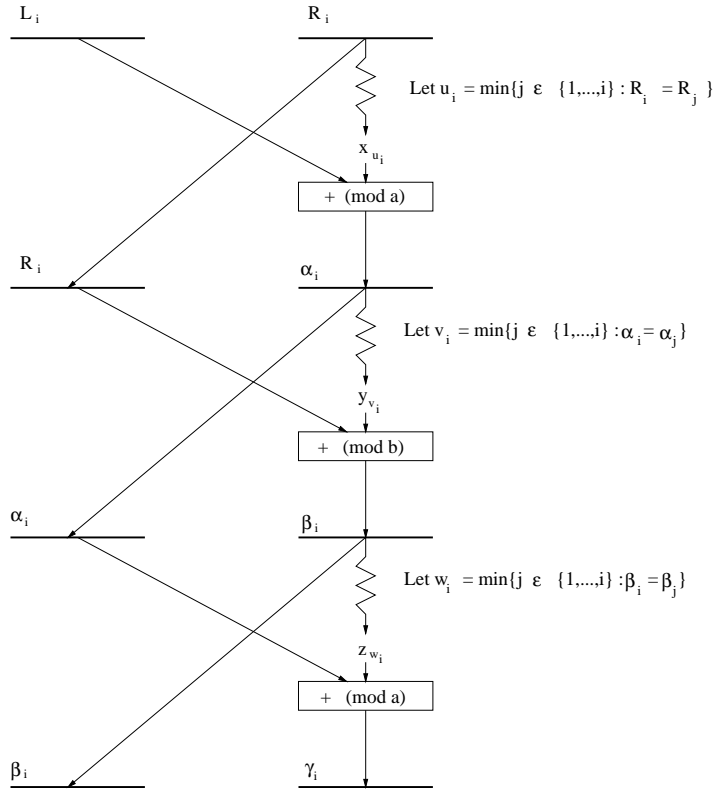 L i R i
Let u i = min{j ε {1,...,i} : R i = R j }
x u i
+ (mod a)
R i α i
Let v i = min{j ε {1,...,i} : α i = α j }
y v i
+ (mod b)
α i β i
Let w i = min{j ε {1,...,i} : β i = β j }
z w i
+ (mod a)
β i γ i